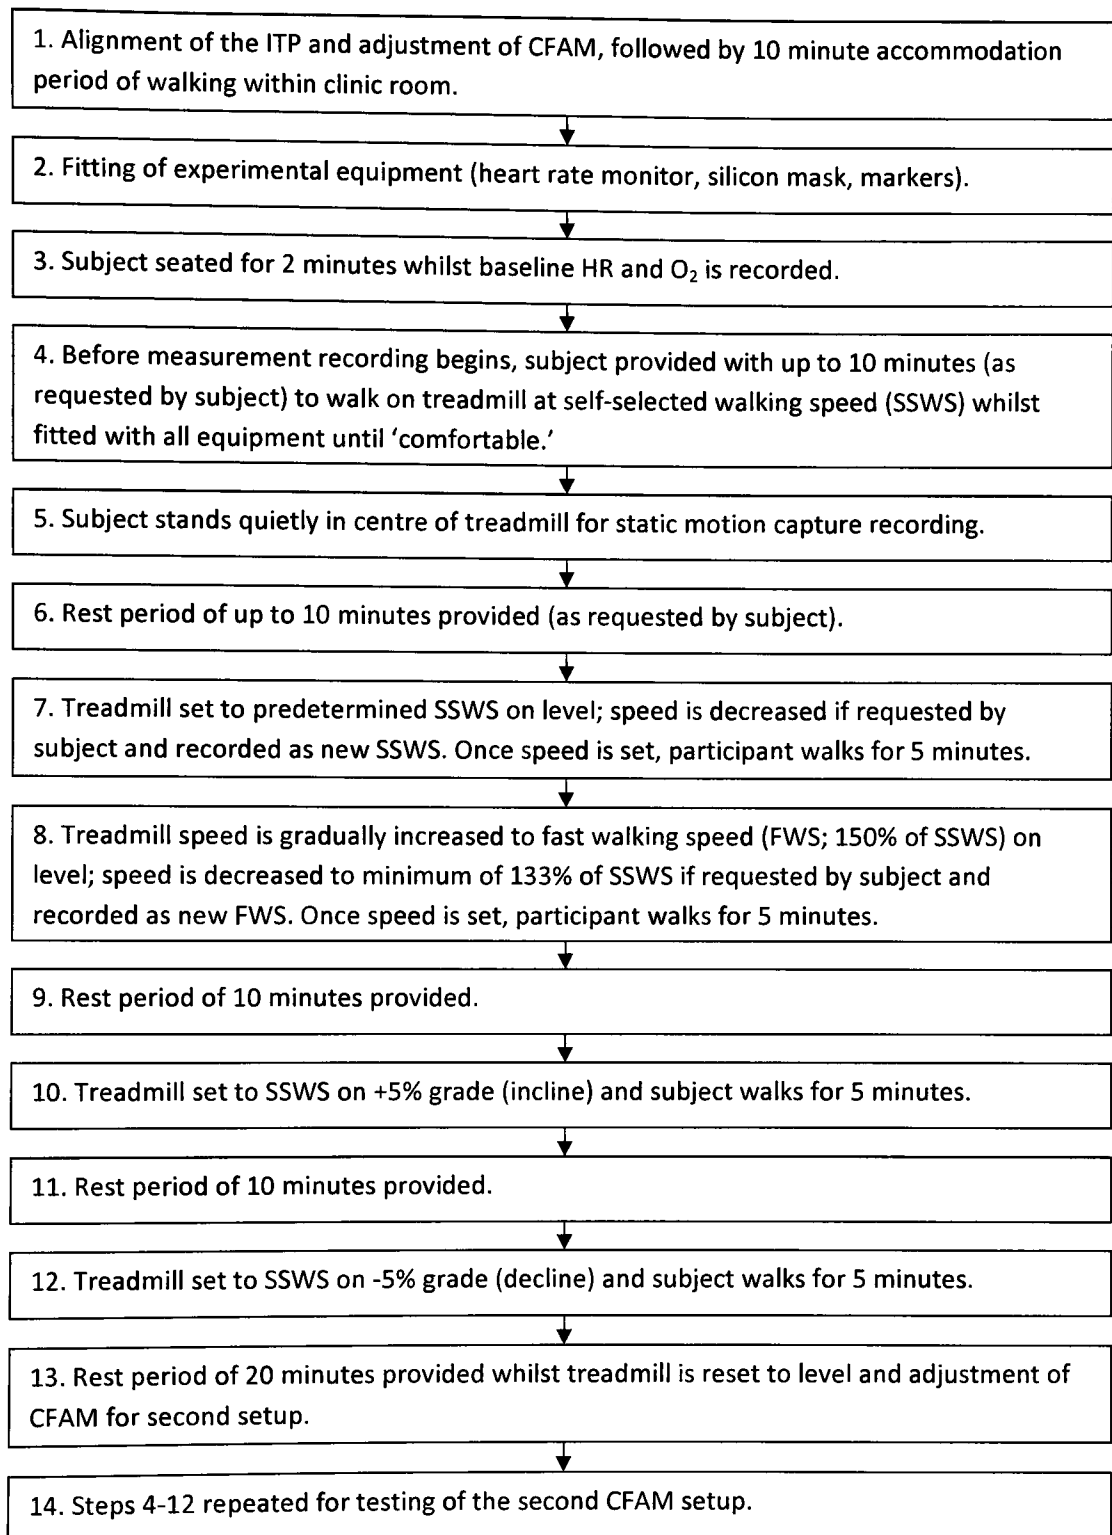 1. Alignment of the ITP and adjustment of CFAM, followed by 10 minute accommodation
period of walking within clinic room.
2. Fitting of experimental equipment (heart rate monitor, silicon mask, markers).
3. Subject seated for 2 minutes whilst baseline HR and O₂ is recorded.
4. Before measurement recording begins, subject provided with up to 10 minutes (as
requested by subject) to walk on treadmill at self-selected walking speed (SSWS) whilst
fitted with all equipment until ‘comfortable.’
5. Subject stands quietly in centre of treadmill for static motion capture recording.
6. Rest period of up to 10 minutes provided (as requested by subject).
7. Treadmill set to predetermined SSWS on level; speed is decreased if requested by
subject and recorded as new SSWS. Once speed is set, participant walks for 5 minutes.
8. Treadmill speed is gradually increased to fast walking speed (FWS; 150% of SSWS) on
level; speed is decreased to minimum of 133% of SSWS if requested by subject and
recorded as new FWS. Once speed is set, participant walks for 5 minutes.
9. Rest period of 10 minutes provided.
10. Treadmill set to SSWS on +5% grade (incline) and subject walks for 5 minutes.
11. Rest period of 10 minutes provided.
12. Treadmill set to SSWS on -5% grade (decline) and subject walks for 5 minutes.
13. Rest period of 20 minutes provided whilst treadmill is reset to level and adjustment of
CFAM for second setup.
14. Steps 4-12 repeated for testing of the second CFAM setup.